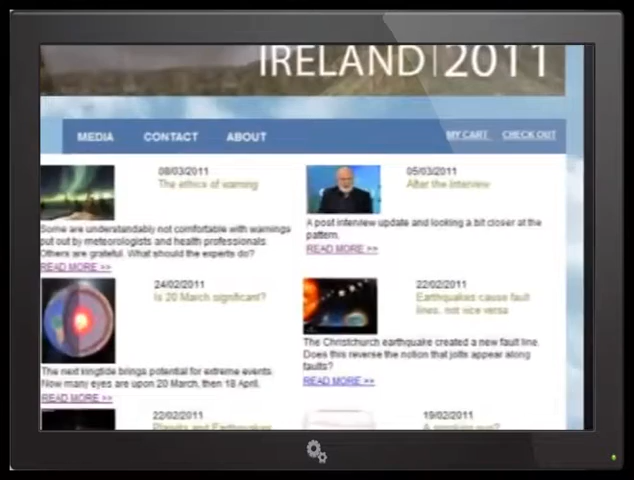 IRELAND|2011
MEDIA CONTACT ABOUT MY CART CHECK OUT
08/03/2011
The ethics of warning
Some are understandably not comfortable with warnings
put out by meteorologists and health professionals.
Others are grateful. What should the experts do?
READ MORE >>
05/03/2011
After the Interview
A post interview update and looking a bit closer at the
pattern.
READ MORE >>
24/02/2011
Is 20 March significant?
The next kingtide brings potential for extreme events.
Now many eyes are upon 20 March, then 18 April.
READ MORE >>
22/02/2011
Earthquakes cause fault
lines, not vice versa
The Christchurch earthquake created a new fault line.
Does this reverse the notion that jolts appear along
faults?
READ MORE >>
22/02/2011
Planets and Earthquakes
19/02/2011
A smoking gun?